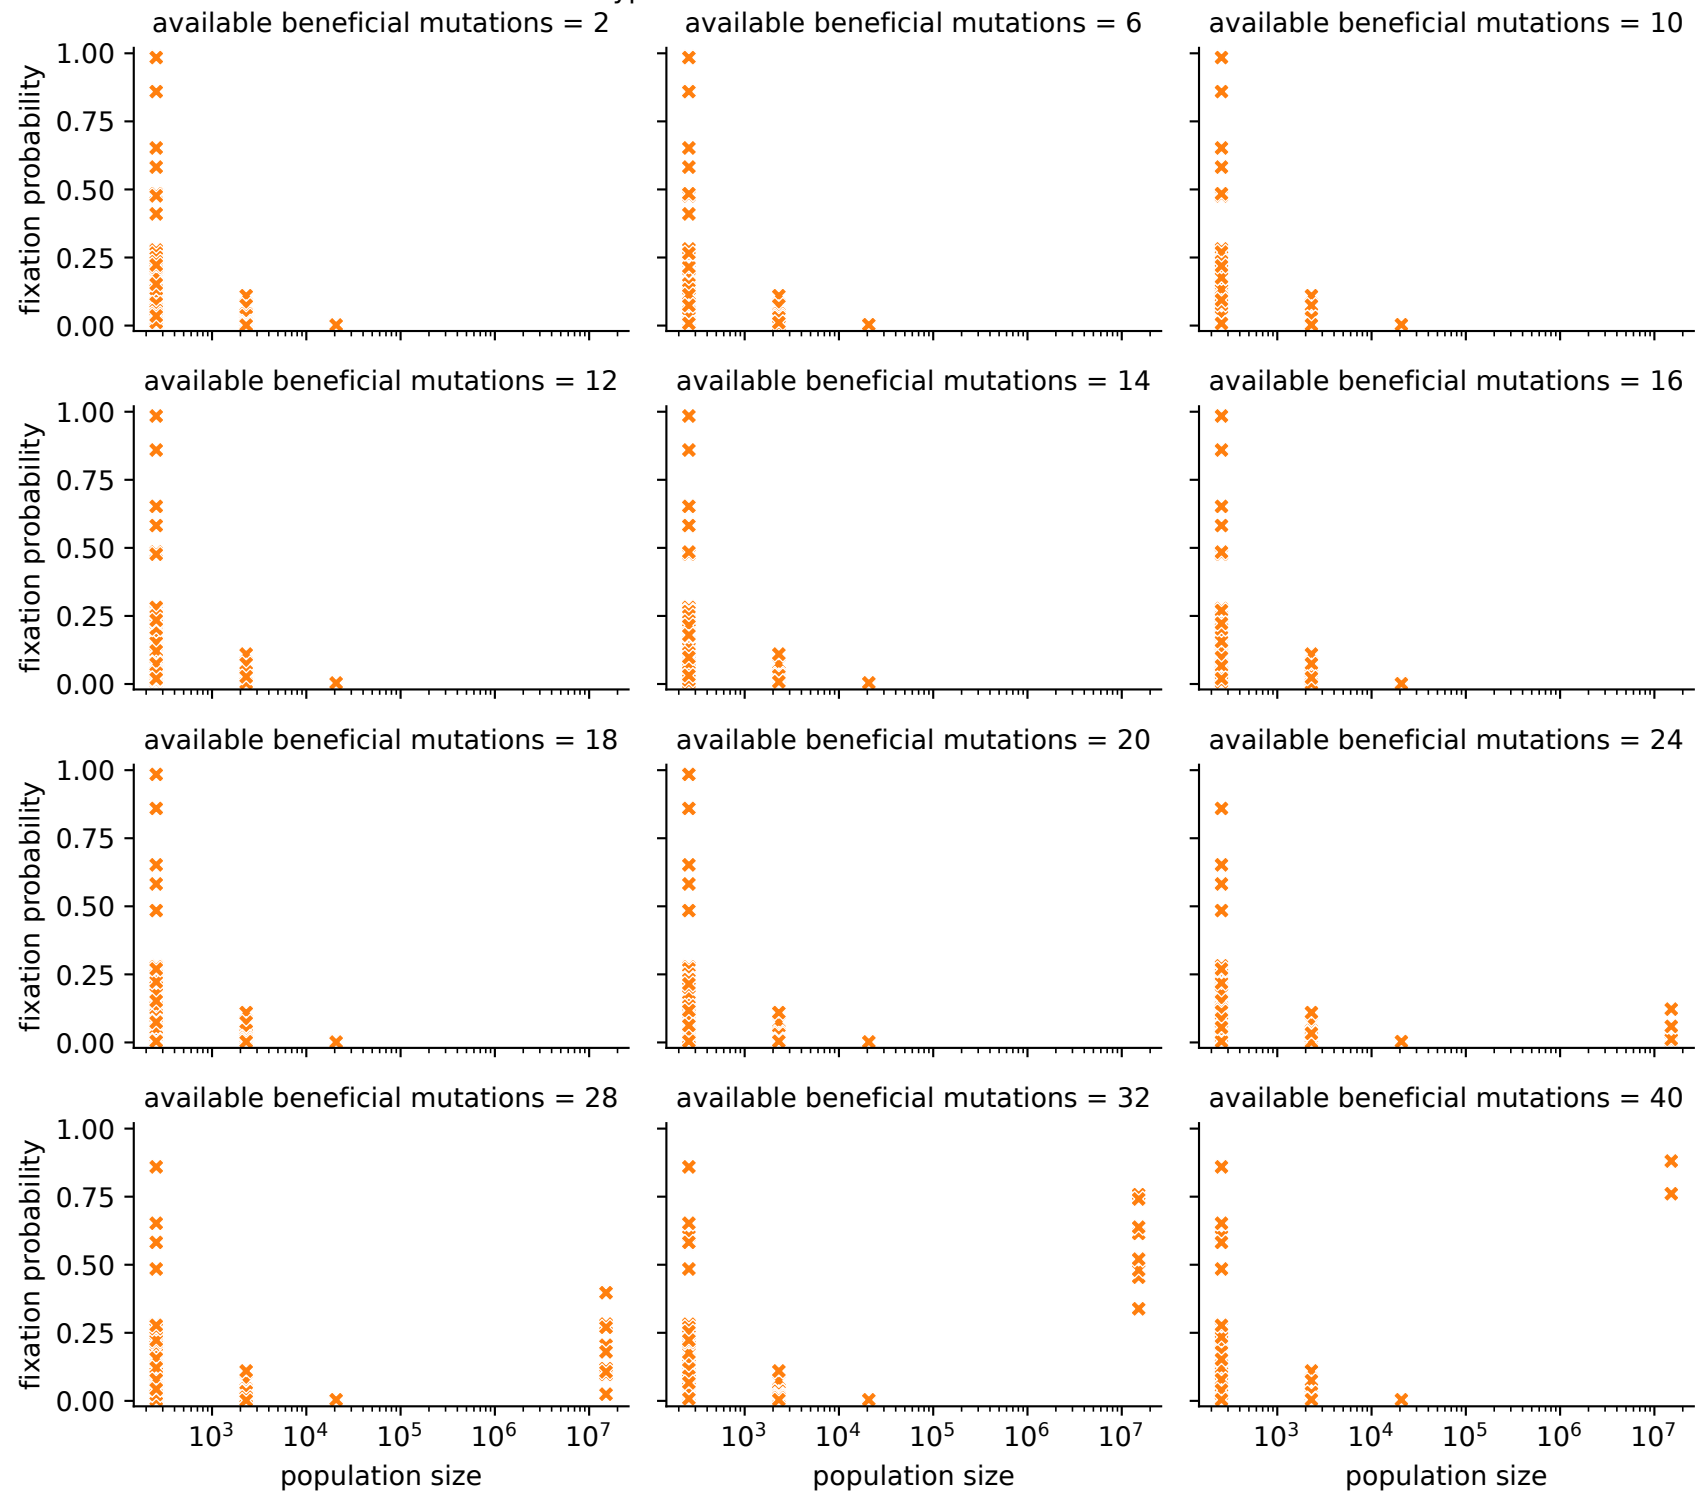 available beneficial mutations = 2
available beneficial mutations = 6
available beneficial mutations = 10
fixation probability
1.00
0.75
0.50
0.25
0.00
available beneficial mutations = 12
available beneficial mutations = 14
available beneficial mutations = 16
fixation probability
1.00
0.75
0.50
0.25
0.00
available beneficial mutations = 18
available beneficial mutations = 20
available beneficial mutations = 24
fixation probability
1.00
0.75
0.50
0.25
0.00
available beneficial mutations = 28
available beneficial mutations = 32
available beneficial mutations = 40
fixation probability
1.00
0.75
0.50
0.25
0.00
10³ 10⁴ 10⁵ 10⁶ 10⁷
10³ 10⁴ 10⁵ 10⁶ 10⁷
10³ 10⁴ 10⁵ 10⁶ 10⁷
population size
population size
population size